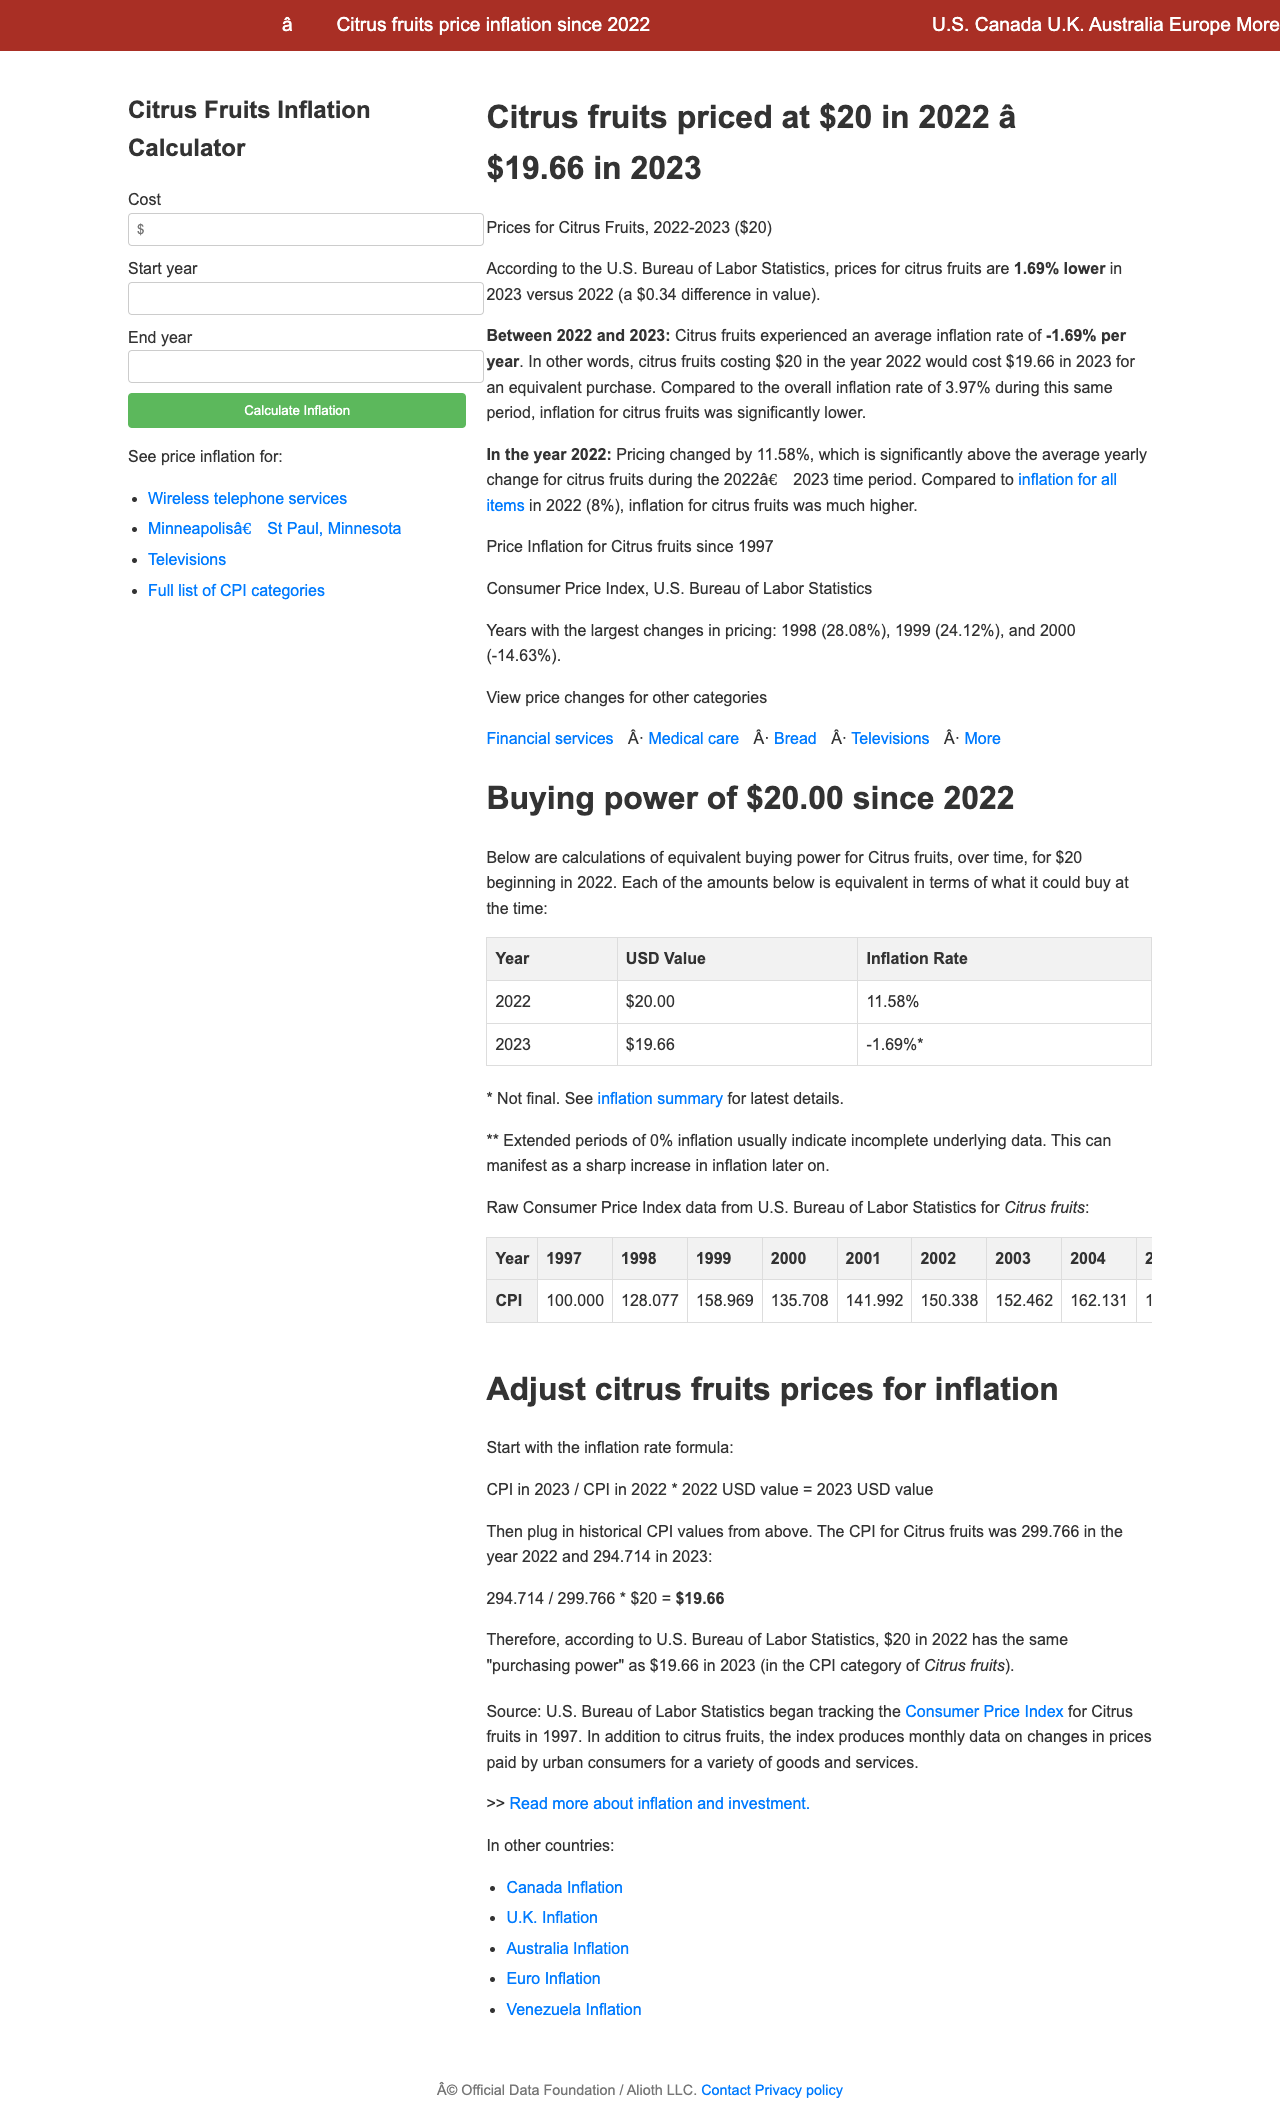 â Citrus fruits price inflation since 2022 U.S. Canada U.K. Australia Europe More
Citrus Fruits Inflation
Calculator
Cost
$
Start year
End year
Calculate Inflation
See price inflation for:
• Wireless telephone services
• Minneapolisâ€ St Paul, Minnesota
• Televisions
• Full list of CPI categories
Citrus fruits priced at $20 in 2022 â
$19.66 in 2023
Prices for Citrus Fruits, 2022-2023 ($20)
According to the U.S. Bureau of Labor Statistics, prices for citrus fruits are 1.69% lower in
2023 versus 2022 (a $0.34 difference in value).
Between 2022 and 2023: Citrus fruits experienced an average inflation rate of -1.69% per
year. In other words, citrus fruits costing $20 in the year 2022 would cost $19.66 in 2023 for
an equivalent purchase. Compared to the overall inflation rate of 3.97% during this same
period, inflation for citrus fruits was significantly lower.
In the year 2022: Pricing changed by 11.58%, which is significantly above the average yearly
change for citrus fruits during the 2022â€ 2023 time period. Compared to inflation for all
items in 2022 (8%), inflation for citrus fruits was much higher.
Price Inflation for Citrus fruits since 1997
Consumer Price Index, U.S. Bureau of Labor Statistics
Years with the largest changes in pricing: 1998 (28.08%), 1999 (24.12%), and 2000
(-14.63%).
View price changes for other categories
Financial services Â· Medical care Â· Bread Â· Televisions Â· More
Buying power of $20.00 since 2022
Below are calculations of equivalent buying power for Citrus fruits, over time, for $20
beginning in 2022. Each of the amounts below is equivalent in terms of what it could buy at
the time:
Year USD Value Inflation Rate
2022 $20.00 11.58%
2023 $19.66 -1.69%*
* Not final. See inflation summary for latest details.
** Extended periods of 0% inflation usually indicate incomplete underlying data. This can
manifest as a sharp increase in inflation later on.
Raw Consumer Price Index data from U.S. Bureau of Labor Statistics for Citrus fruits:
Year 1997 1998 1999 2000 2001 2002 2003 2004
CPI 100.000 128.077 158.969 135.708 141.992 150.338 152.462 162.131
Adjust citrus fruits prices for inflation
Start with the inflation rate formula:
CPI in 2023 / CPI in 2022 * 2022 USD value = 2023 USD value
Then plug in historical CPI values from above. The CPI for Citrus fruits was 299.766 in the
year 2022 and 294.714 in 2023:
294.714 / 299.766 * $20 = $19.66
Therefore, according to U.S. Bureau of Labor Statistics, $20 in 2022 has the same
"purchasing power" as $19.66 in 2023 (in the CPI category of Citrus fruits).
Source: U.S. Bureau of Labor Statistics began tracking the Consumer Price Index for Citrus
fruits in 1997. In addition to citrus fruits, the index produces monthly data on changes in prices
paid by urban consumers for a variety of goods and services.
>> Read more about inflation and investment.
In other countries:
• Canada Inflation
• U.K. Inflation
• Australia Inflation
• Euro Inflation
• Venezuela Inflation
Â© Official Data Foundation / Alioth LLC. Contact Privacy policy